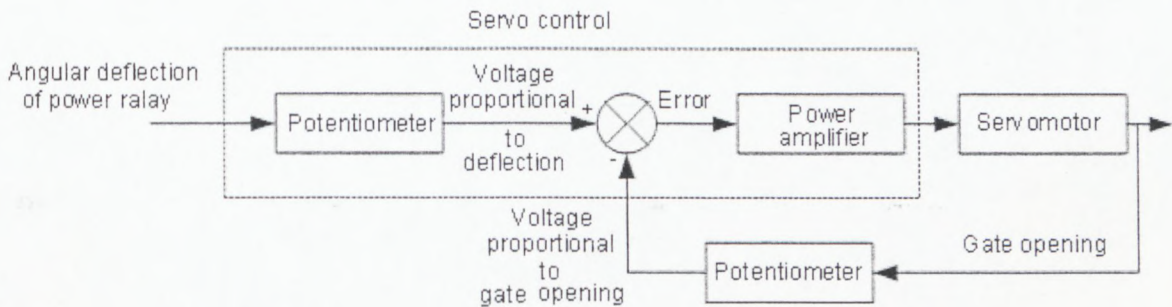 Servo control
Angular deflection
of power ralay
Potentiometer
Voltage
proportional
to
deflection
+
-
Error
Power
amplifier
Servomotor
Voltage
proportional
to
gate opening
Potentiometer
Gate opening